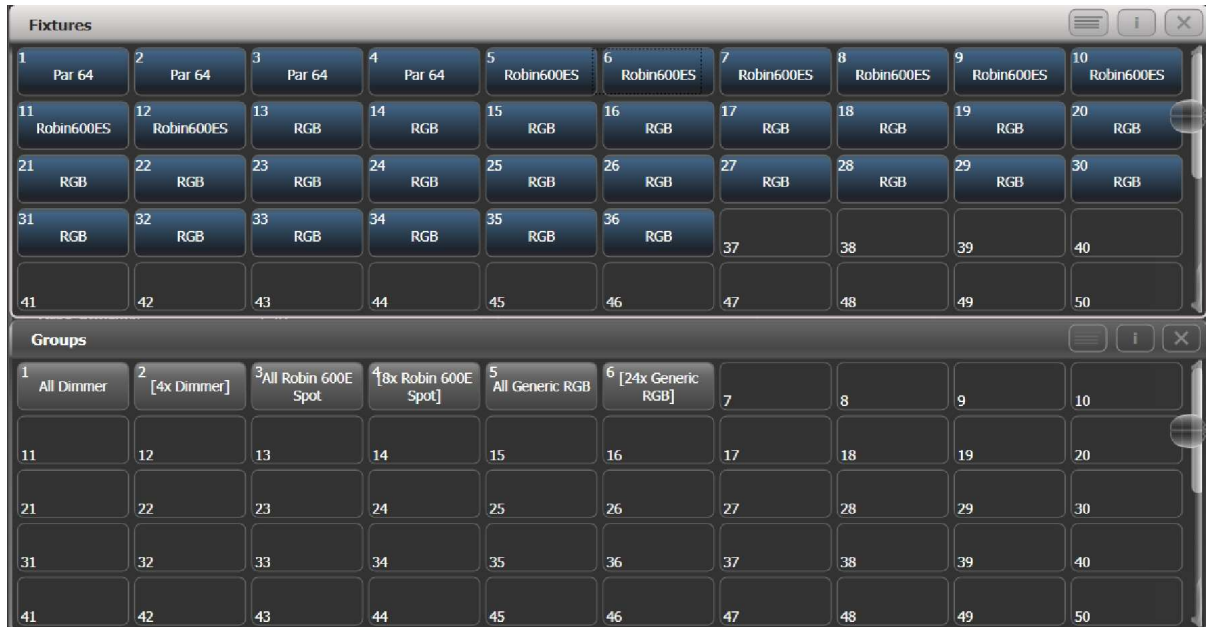 Fixtures
i
1 Par 64 2 Par 64 3 Par 64 4 Par 64 5 Robin600ES 6 Robin600ES 7 Robin600ES 8 Robin600ES 9 Robin600ES 10 Robin600ES
11 Robin600ES 12 Robin600ES 13 RGB 14 RGB 15 RGB 16 RGB 17 RGB 18 RGB 19 RGB 20 RGB
21 RGB 22 RGB 23 RGB 24 RGB 25 RGB 26 RGB 27 RGB 28 RGB 29 RGB 30 RGB
31 RGB 32 RGB 33 RGB 34 RGB 35 RGB 36 RGB 37 38 39 40
41 42 43 44 45 46 47 48 49 50
Groups
i
1 All Dimmer 2 [4x Dimmer] 3 All Robin 600E Spot 4 [8x Robin 600E Spot] 5 All Generic RGB 6 [24x Generic RGB] 7 8 9 10
11 12 13 14 15 16 17 18 19 20
21 22 23 24 25 26 27 28 29 30
31 32 33 34 35 36 37 38 39 40
41 42 43 44 45 46 47 48 49 50